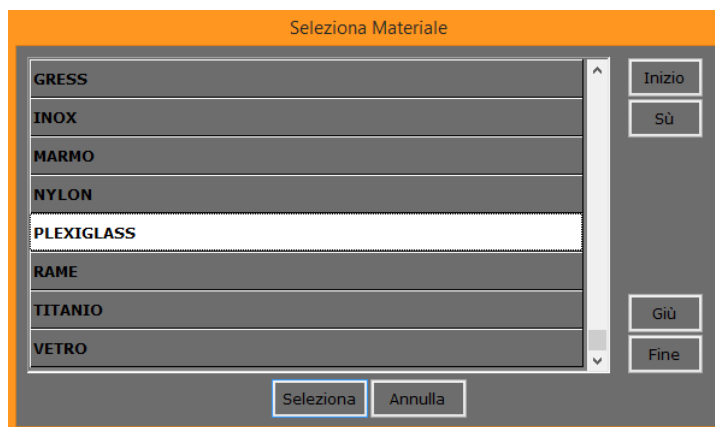 Seleziona Materiale
GRESS
INOX
MARMO
NYLON
PLEXIGLASS
RAME
TITANIO
VETRO
Inizio
Sù
Giù
Fine
Seleziona
Annulla